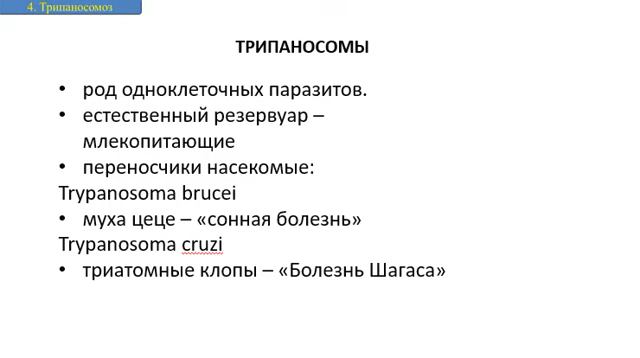 4. Трипаносомоз
ТРИПАНОСОМЫ
• род одноклеточных паразитов.
• естественный резервуар –
млекопитающие
• переносчики насекомые:
Trypanosoma brucei
• муха цеце – «сонная болезнь»
Trypanosoma cruzi
• триатомные клопы – «Болезнь Шагаса»